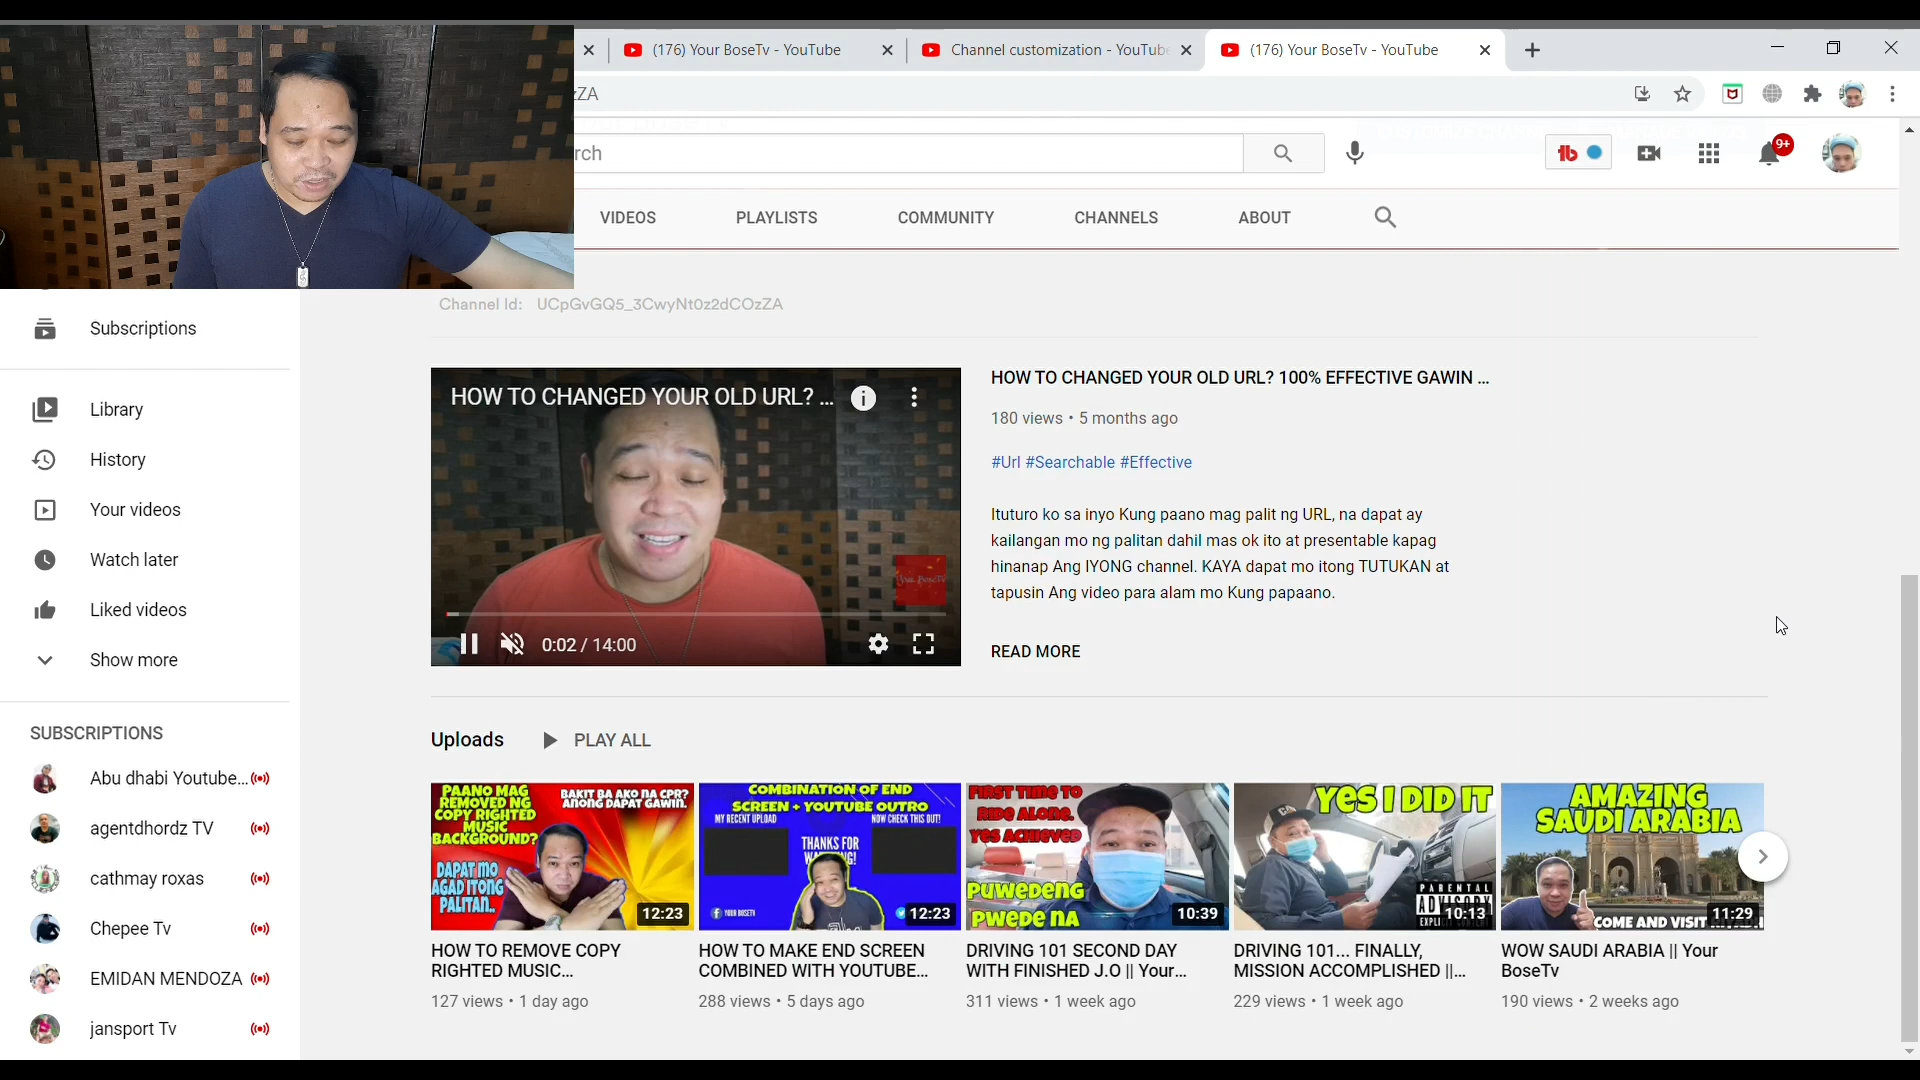 (176) Your BoseTv - YouTube
Channel customization - YouTube
(176) Your BoseTv - YouTube
zZA
rch
9+
VIDEOS
PLAYLISTS
COMMUNITY
CHANNELS
ABOUT
Channel Id: UCpGvGQ5_3CwyNt0z2dCOzZA
Subscriptions
Library
History
Your videos
Watch later
Liked videos
Show more
SUBSCRIPTIONS
Abu dhabi Youtube...
agentdhordz TV
cathmay roxas
Chepee Tv
EMIDAN MENDOZA
jansport Tv
HOW TO CHANGED YOUR OLD URL? ...
Your BoseTv
0:02 / 14:00
HOW TO CHANGED YOUR OLD URL? 100% EFFECTIVE GAWIN ...
180 views • 5 months ago
#Url #Searchable #Effective
Ituturo ko sa inyo Kung paano mag palit ng URL, na dapat ay
kailangan mo ng palitan dahil mas ok ito at presentable kapag
hinanap Ang IYONG channel. KAYA dapat mo itong TUTUKAN at
tapusin Ang video para alam mo Kung papaano.
READ MORE
Uploads
PLAY ALL
PAANO MAG
REMOVED NG
COPY RIGHTED
MUSIC
BACKGROUND?
BAKIT BA AKO NA CPR?
ANONG DAPAT GAWIN.
DAPAT MO
AGAD ITONG
PALITAN..
12:23
HOW TO REMOVE COPY
RIGHTED MUSIC...
127 views • 1 day ago
COMBINATION OF END
SCREEN + YOUTUBE OUTRO
MY RECENT UPLOAD
NOW CHECK THIS OUT!
THANKS FOR
YOUR BOSETV
12:23
HOW TO MAKE END SCREEN
COMBINED WITH YOUTUBE...
288 views • 5 days ago
FIRST TIME TO
RIDE ALONE.
YES ACHIEVED
PUWEDENG
PWEDE NA
10:39
DRIVING 101 SECOND DAY
WITH FINISHED J.O || Your...
311 views • 1 week ago
YES I DID IT
PARENTAL
ADVISORY
10:13
DRIVING 101... FINALLY,
MISSION ACCOMPLISHED ||...
229 views • 1 week ago
AMAZING
SAUDI ARABIA
COME AND VISIT
11:29
WOW SAUDI ARABIA || Your
BoseTv
190 views • 2 weeks ago